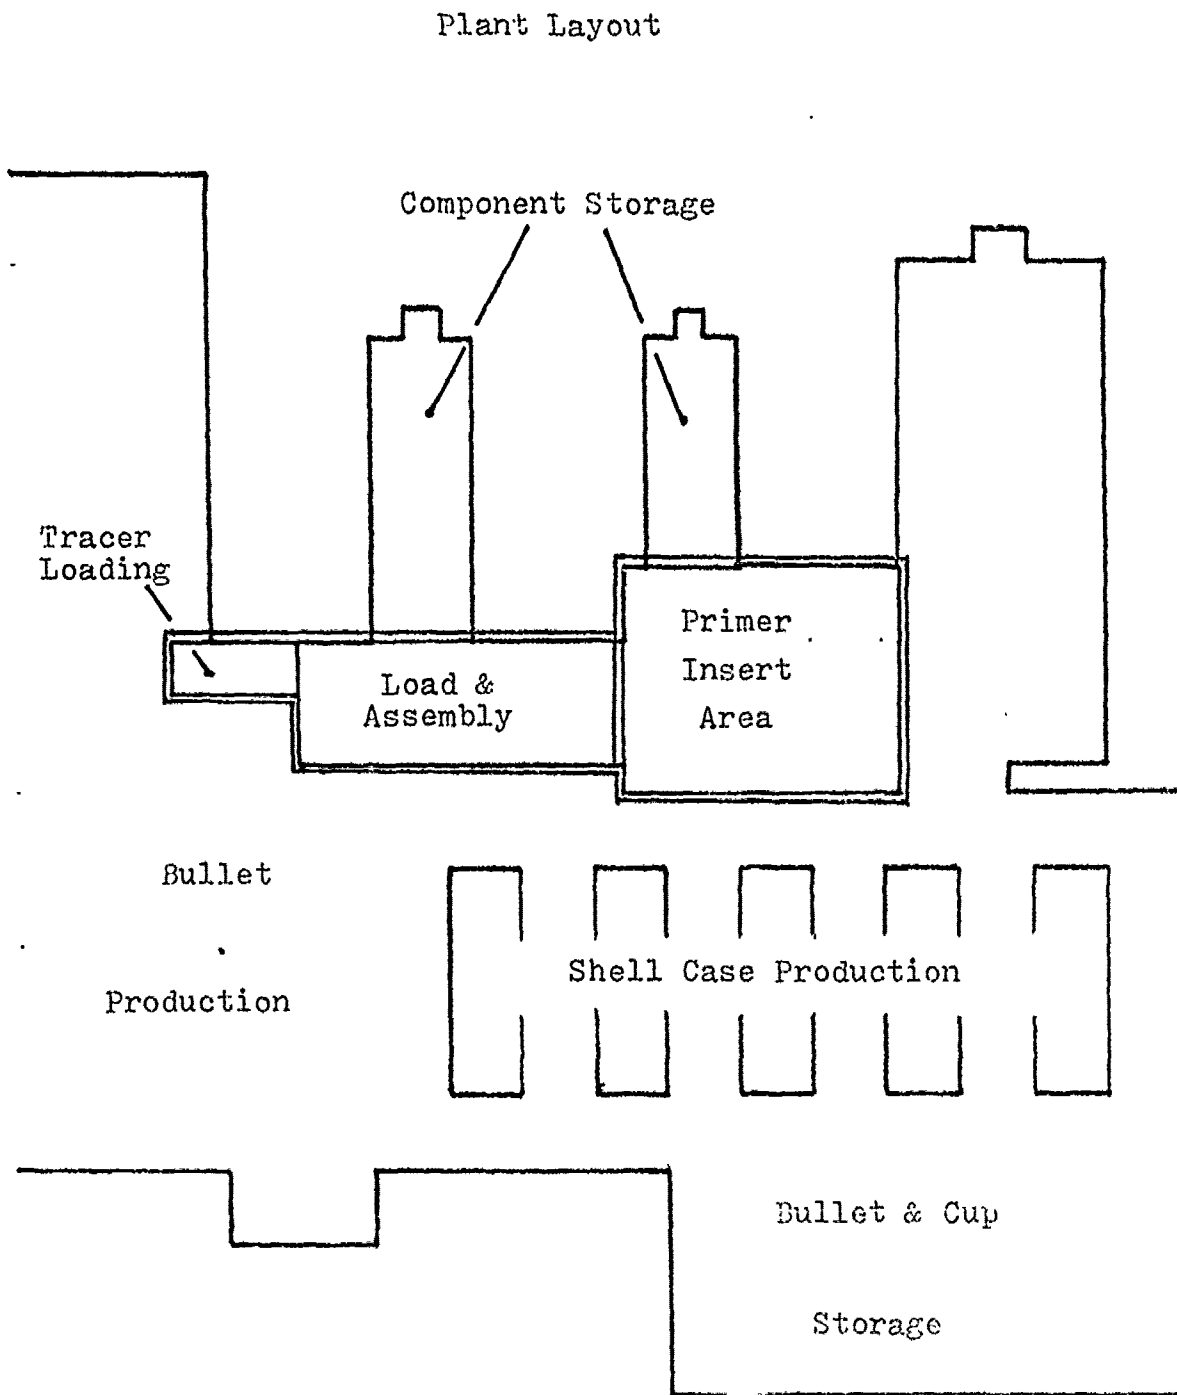 Plant Layout
Component Storage
Tracer
Loading
Primer
Insert
Area
Load &
Assembly
Bullet
Production
Shell Case Production
Bullet & Cup
Storage